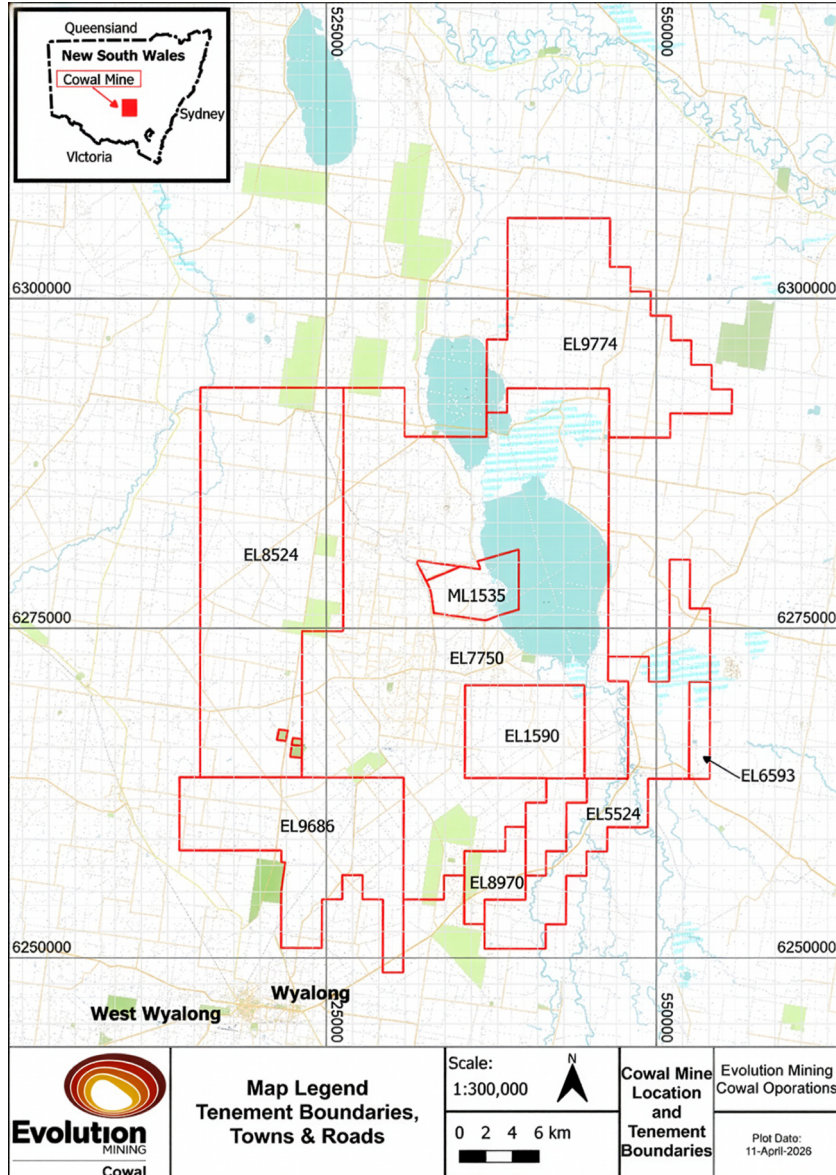 Queensland
New South Wales
Cowal Mine
Sydney
VIctoria
525000
550000
6300000
6300000
EL9774
EL8524
ML1535
6275000
6275000
EL7750
EL1590
EL6593
EL9686
EL5524
EL8970
6250000
6250000
Wyalong
West Wyalong
525000
550000
Evolution
MINING
Cowal
Map Legend
Tenement Boundaries,
Towns & Roads
Scale:
1:300,000
N
0 2 4 6 km
Cowal Mine
Location
and
Tenement
Boundaries
Evolution Mining
Cowal Oporations
Plot Date:
11-April-2026